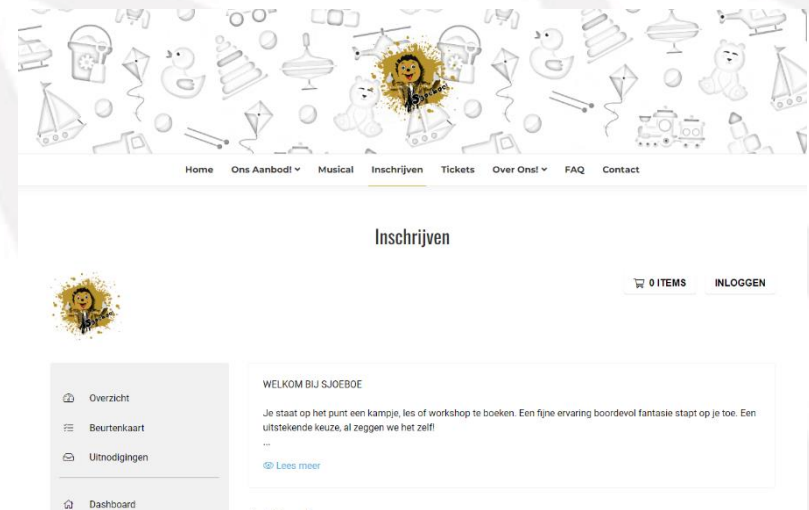 Sjoeboe
Home Ons Aanbod! Musical Inschrijven Tickets Over Ons! FAQ Contact
Inschrijven
0 ITEMS INLOGGEN
Overzicht
Beurtenkaart
Uitnodigingen
Dashboard
WELKOM BIJ SJOEBOE
Je staat op het punt een kampje, les of workshop te boeken. Een fijne ervaring boordevol fantasie stapt op je toe. Een
uitstekende keuze, al zeggen we het zelf!
...
Lees meer